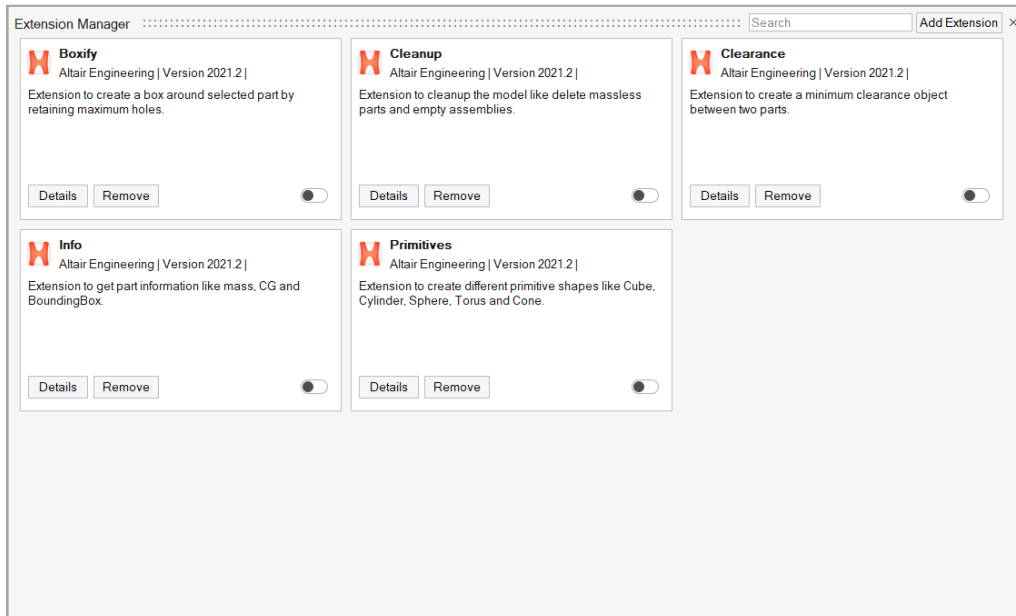 Extension Manager
Search
Add Extension
×
Boxify
Altair Engineering | Version 2021.2 |
Extension to create a box around selected part by
retaining maximum holes.
Details
Remove
Cleanup
Altair Engineering | Version 2021.2 |
Extension to cleanup the model like delete massless
parts and empty assemblies.
Details
Remove
Clearance
Altair Engineering | Version 2021.2 |
Extension to create a minimum clearance object
between two parts.
Details
Remove
Info
Altair Engineering | Version 2021.2 |
Extension to get part information like mass, CG and
BoundingBox.
Details
Remove
Primitives
Altair Engineering | Version 2021.2 |
Extension to create different primitive shapes like Cube,
Cylinder, Sphere, Torus and Cone.
Details
Remove